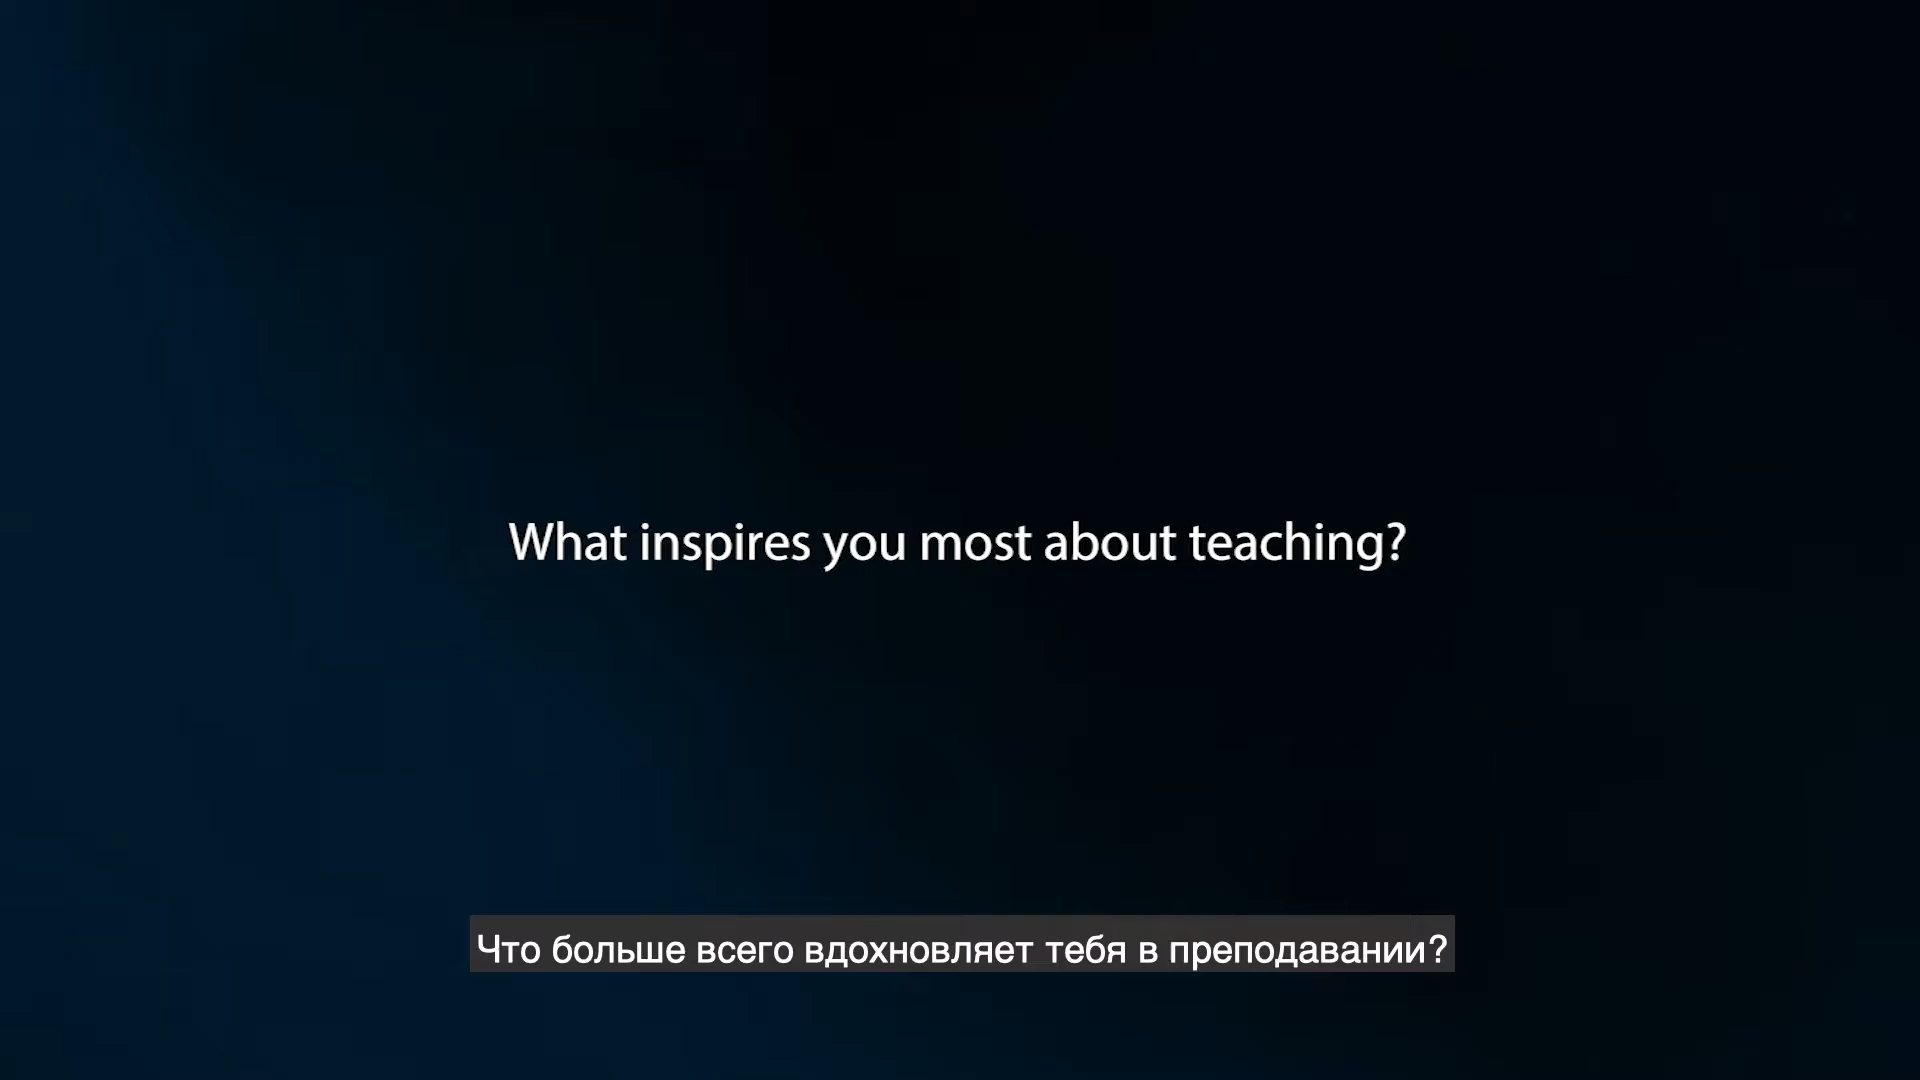 What inspires you most about teaching?
Что больше всего вдохновляет тебя в преподавании?